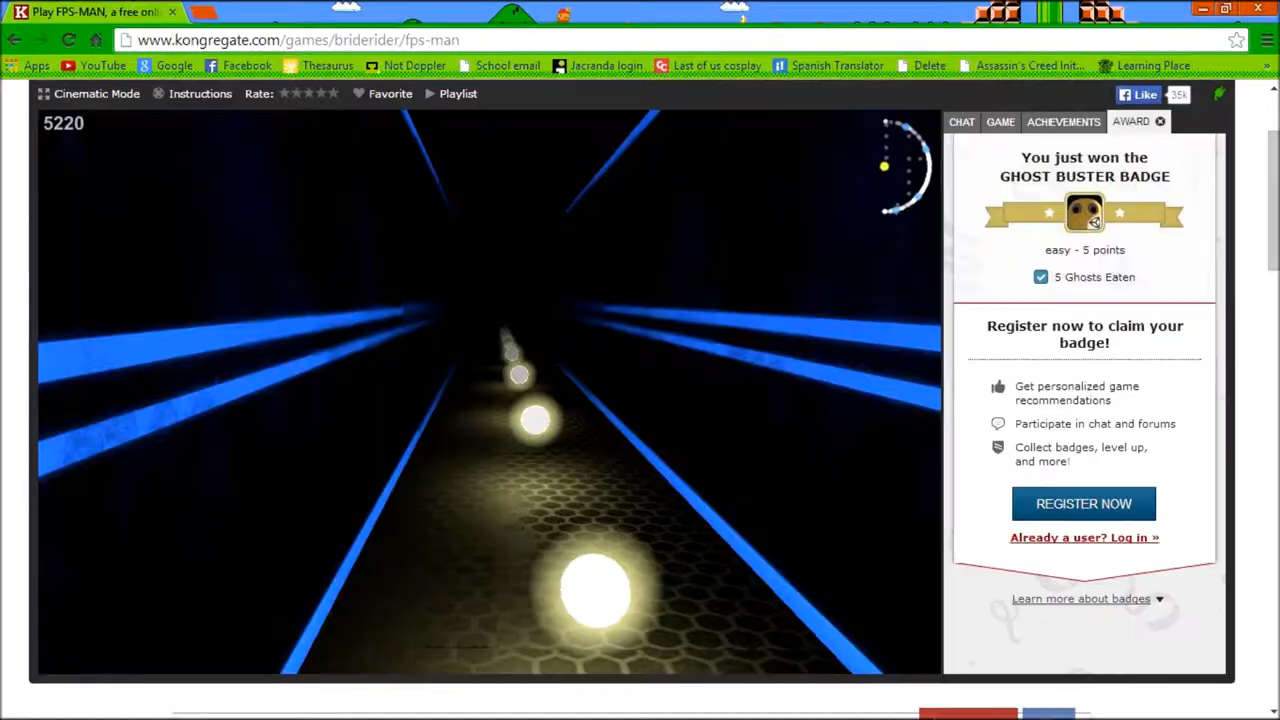 Play FPS-MAN, a free onli
www.kongregate.com/games/briderider/fps-man
Apps YouTube Google Facebook Thesaurus Not Doppler School email Jacranda login Last of us cosplay Spanish Translator Delete Assassin's Creed Init... Learning Place »
Cinematic Mode Instructions Rate: Favorite Playlist Like 35k
5220
CHAT GAME ACHIEVEMENTS AWARD
You just won the
GHOST BUSTER BADGE
easy - 5 points
5 Ghosts Eaten
Register now to claim your
badge!
Get personalized game
recommendations
Participate in chat and forums
Collect badges, level up,
and more!
REGISTER NOW
Already a user? Log in »
Learn more about badges